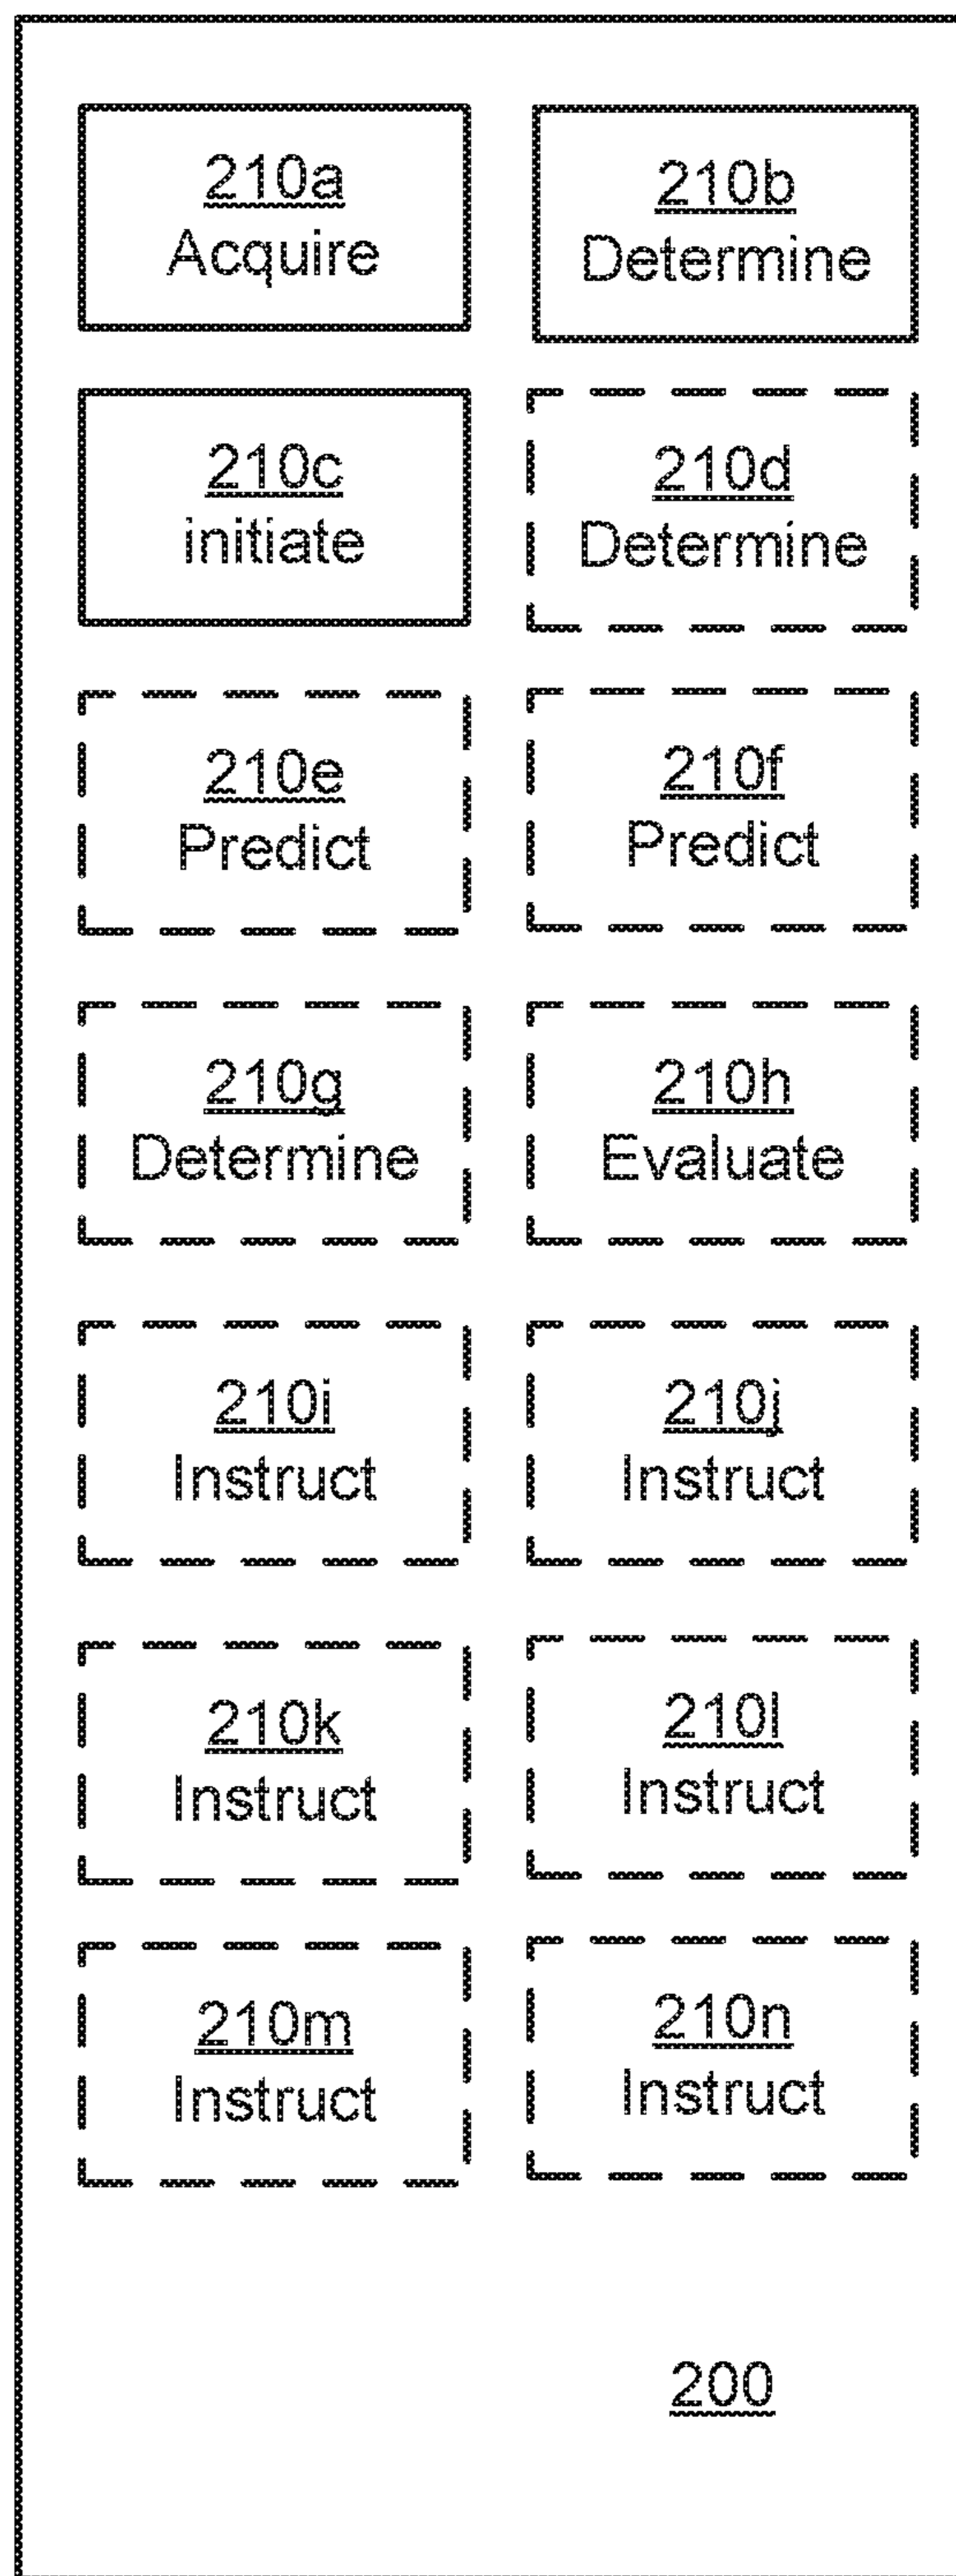 210a
Acquire
210b
Determine
210c
initiate
210d
Determine
210e
Predict
210f
Predict
210g
Determine
210h
Evaluate
210i
Instruct
210j
Instruct
210k
Instruct
210l
Instruct
210m
Instruct
210n
Instruct
200